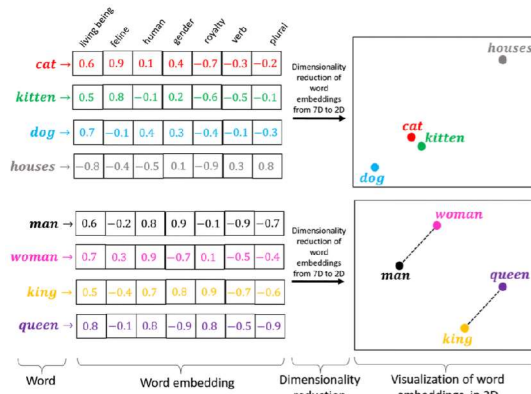 living being feline human gender royalty verb plural
cat → 0.6 0.9 0.1 0.4 −0.7 −0.3 −0.2
kitten → 0.5 0.8 −0.1 0.2 −0.6 −0.5 −0.1
dog → 0.7 −0.1 0.4 0.3 −0.4 −0.1 −0.3
houses → −0.8 −0.4 −0.5 0.1 −0.9 0.3 0.8
Dimensionality
reduction of
word
embeddings
from 7D to 2D
houses
cat
kitten
dog
man → 0.6 −0.2 0.8 0.9 −0.1 −0.9 −0.7
woman → 0.7 0.3 0.9 −0.7 0.1 −0.5 −0.4
king → 0.5 −0.4 0.7 0.8 0.9 −0.7 −0.6
queen → 0.8 −0.1 0.8 −0.9 0.8 −0.5 −0.9
Dimensionality
reduction of
word
embeddings
from 7D to 2D
woman
man
queen
king
Word
Word embedding
Dimensionality
reduction
Visualization of word
embeddings in 2D